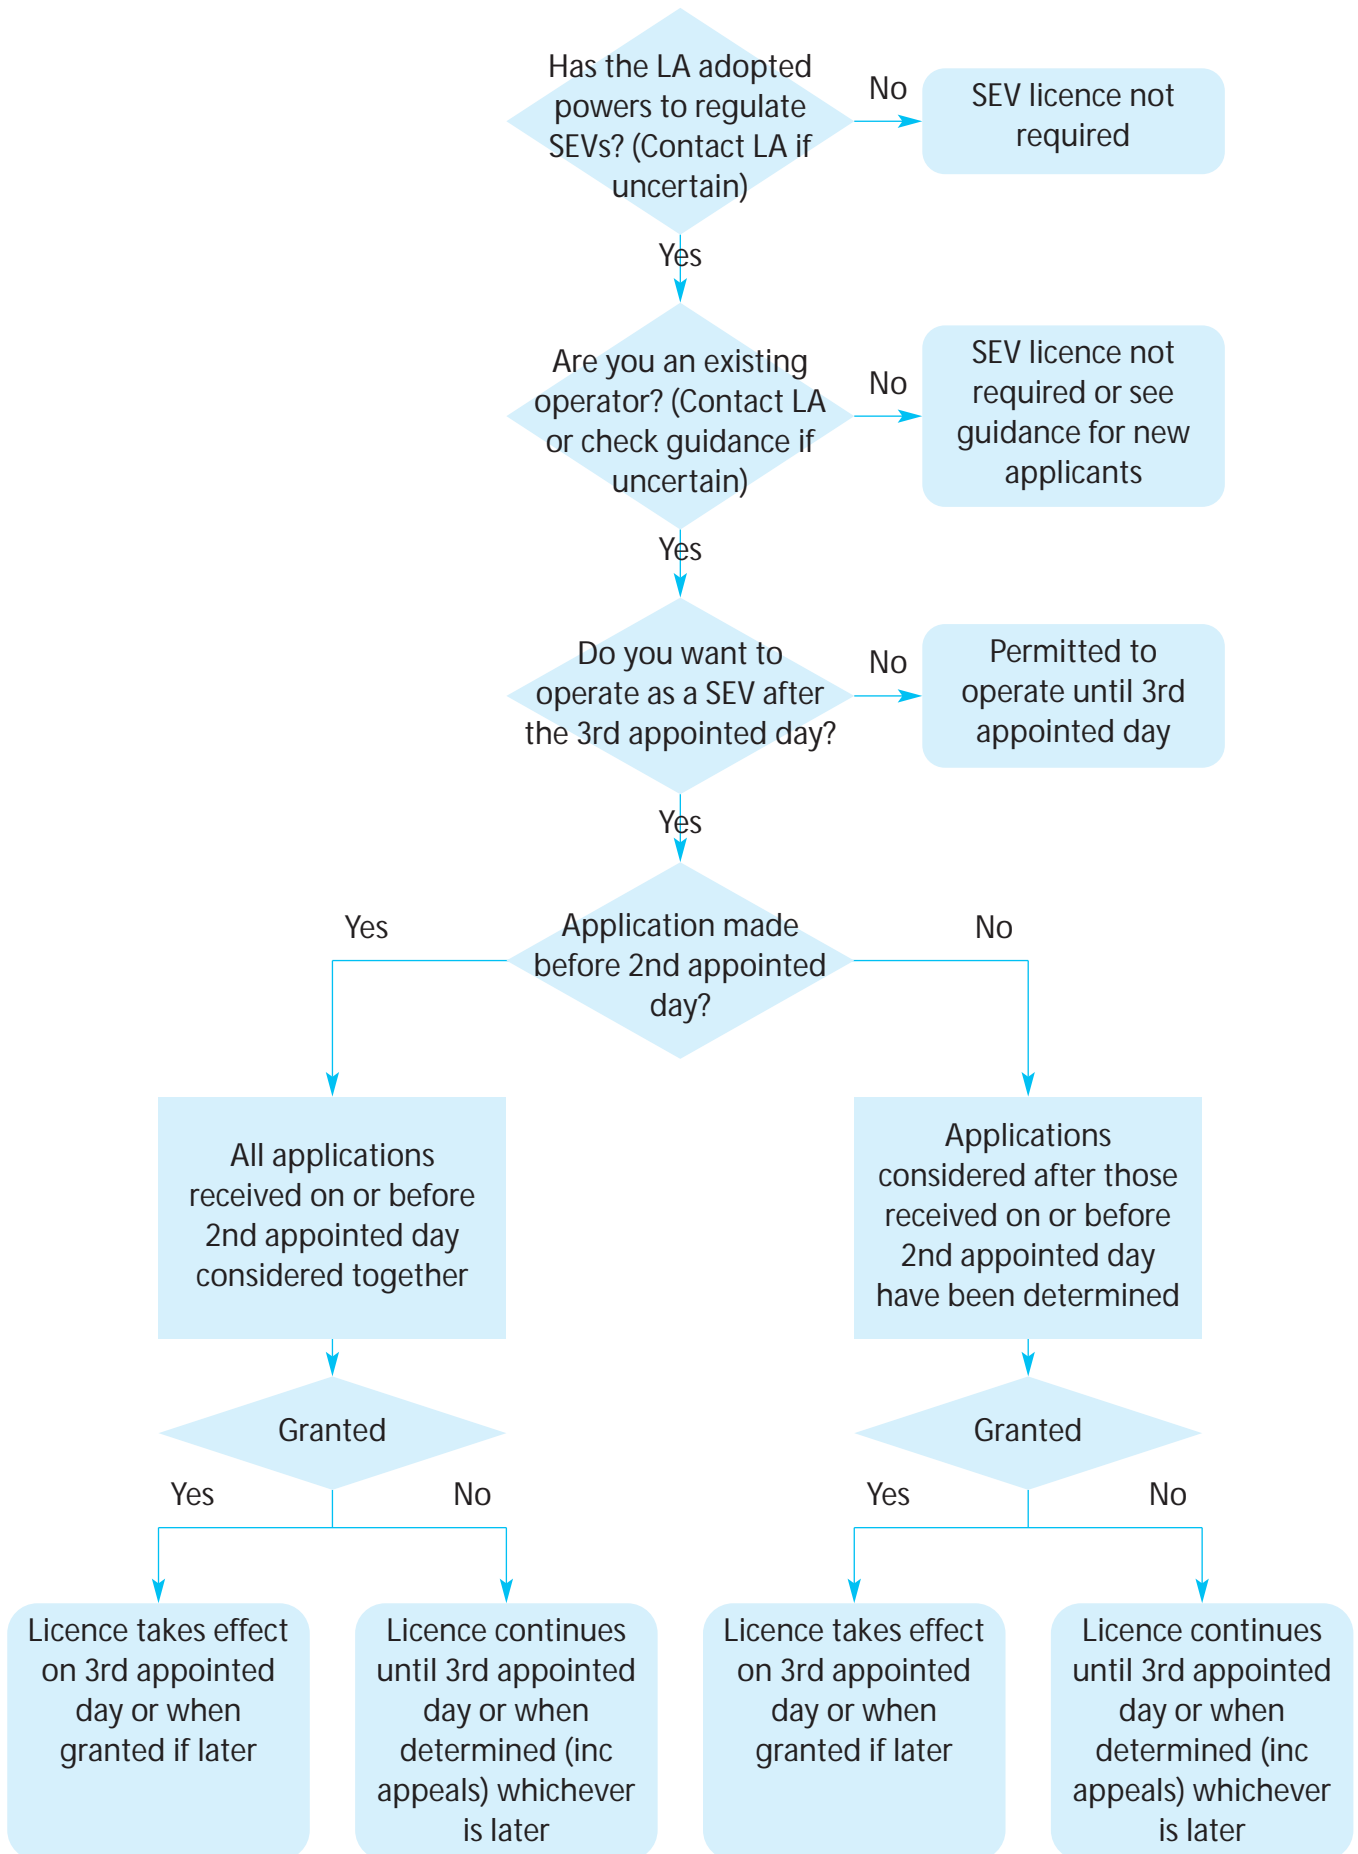 Has the LA adopted
powers to regulate
SEVs? (Contact LA if
uncertain)
No
SEV licence not
required
Yes
Are you an existing
operator? (Contact LA
or check guidance if
uncertain)
No
SEV licence not
required or see
guidance for new
applicants
Yes
Do you want to
operate as a SEV after
the 3rd appointed day?
No
Permitted to
operate until 3rd
appointed day
Yes
Application made
before 2nd appointed
day?
Yes
No
All applications
received on or before
2nd appointed day
considered together
Applications
considered after those
received on or before
2nd appointed day
have been determined
Granted
Yes
No
Granted
Yes
No
Licence takes effect
on 3rd appointed
day or when
granted if later
Licence continues
until 3rd appointed
day or when
determined (inc
appeals) whichever
is later
Licence takes effect
on 3rd appointed
day or when
granted if later
Licence continues
until 3rd appointed
day or when
determined (inc
appeals) whichever
is later